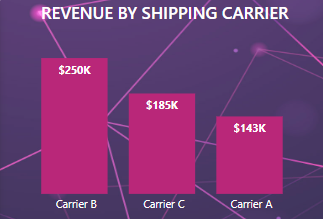 REVENUE BY SHIPPING CARRIER
$250K
$185K
$143K
Carrier B Carrier C Carrier A